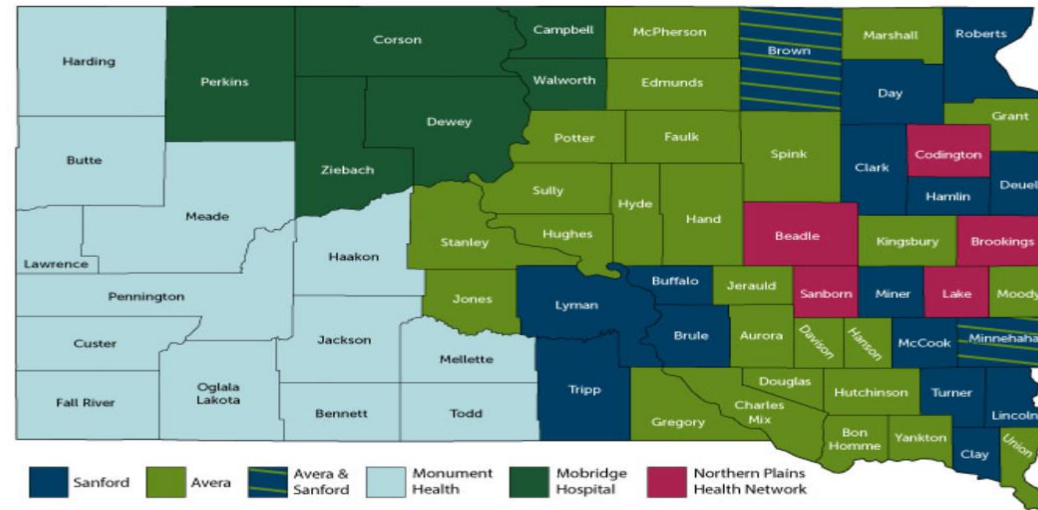 Harding
Perkins
Corson
Campbell
McPherson
Brown
Marshall
Roberts
Walworth
Edmunds
Day
Dewey
Butte
Ziebach
Potter
Faulk
Spink
Grant
Clark
Codington
Hamlin
Deuel
Meade
Sully
Hyde
Hand
Stanley
Hughes
Beadle
Kingsbury
Brookings
Lawrence
Haakon
Pennington
Jones
Lyman
Buffalo
Jerauld
Sanborn
Miner
Lake
Moody
Custer
Jackson
Mellette
Brule
Aurora
Davison
Hanson
McCook
Minnehaha
Fall River
Oglala
Lakota
Bennett
Todd
Tripp
Gregory
Charles
Mix
Douglas
Hutchinson
Turner
Lincoln
Bon
Homme
Yankton
Clay
Union
Sanford
Avera
Avera &
Sanford
Monument
Health
Mobridge
Hospital
Northern Plains
Health Network